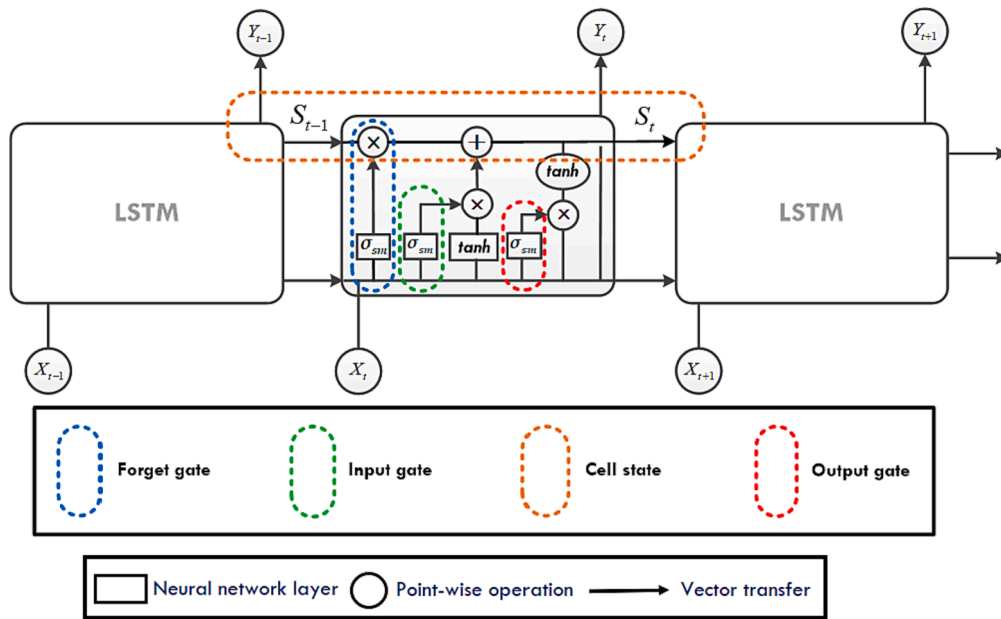 Y_{t-1} Y_t Y_{t+1}
S_{t-1} S_t
× +
tanh
LSTM × × LSTM
σ_{sm} σ_{sm} tanh σ_{sm}
X_{t-1} X_t X_{t+1}
Forget gate Input gate Cell state Output gate
Neural network layer Point-wise operation Vector transfer